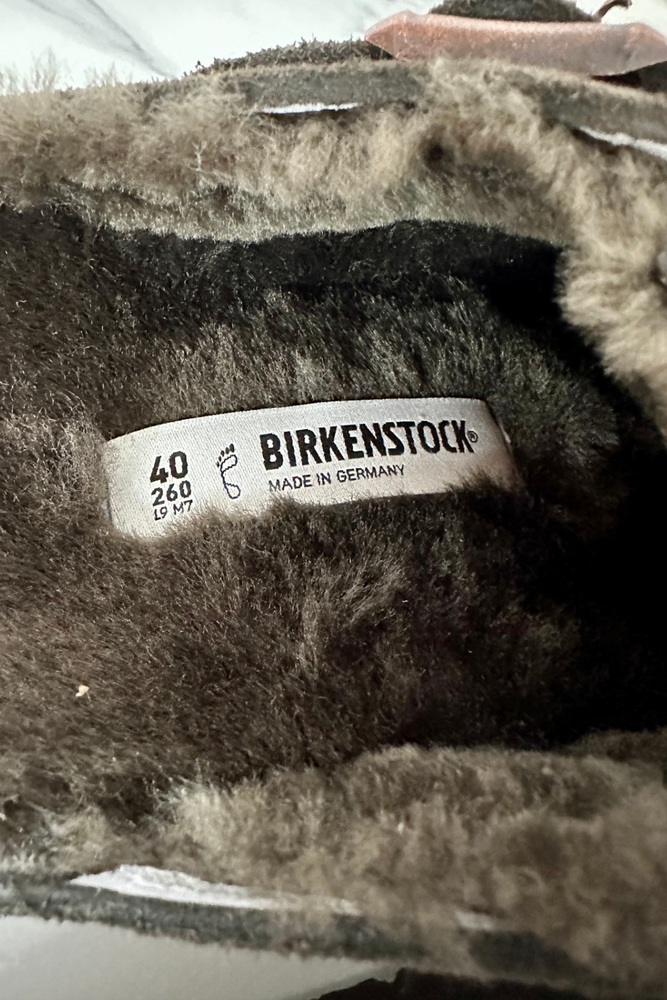 40
260
L9 M7
BIRKENSTOCK®
MADE IN GERMANY